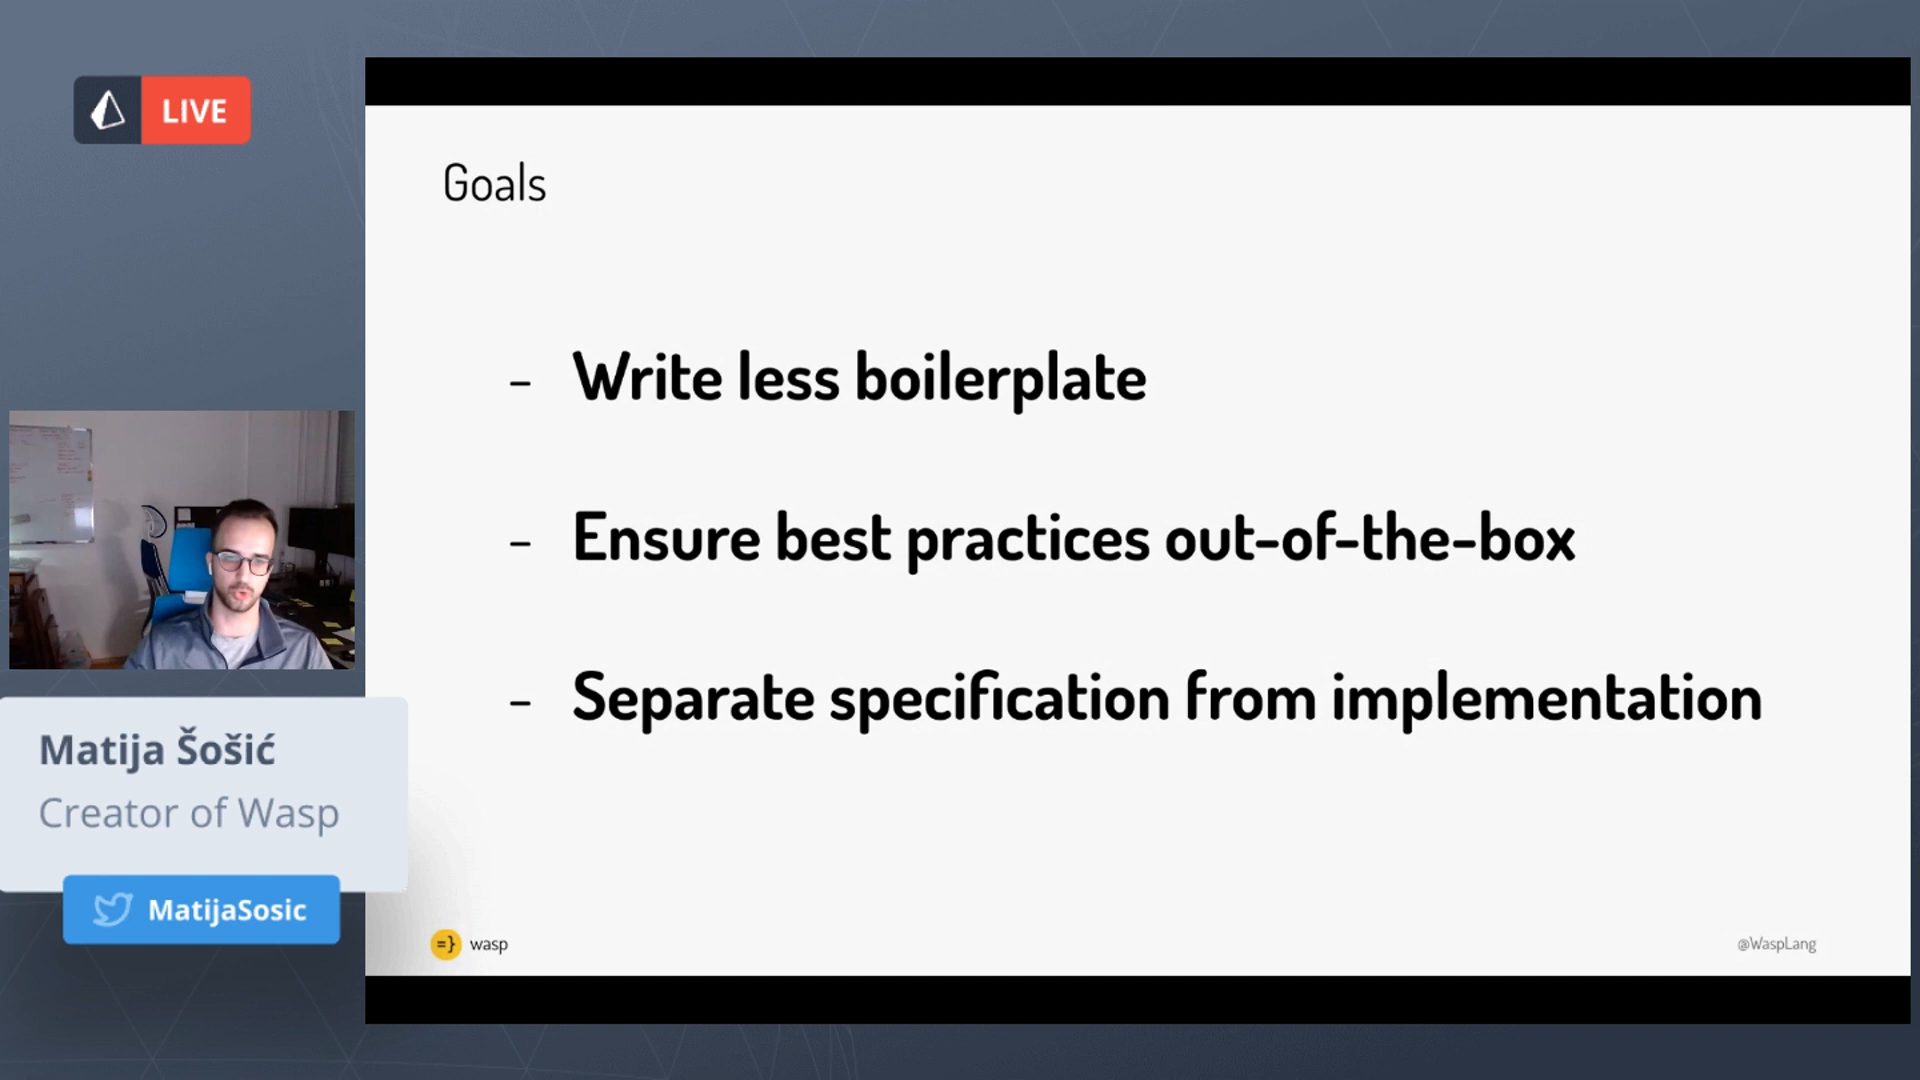 LIVE
Goals
- Write less boilerplate
- Ensure best practices out-of-the-box
- Separate specification from implementation
Matija Šošić
Creator of Wasp
MatijaSosic
=} wasp
@WaspLang